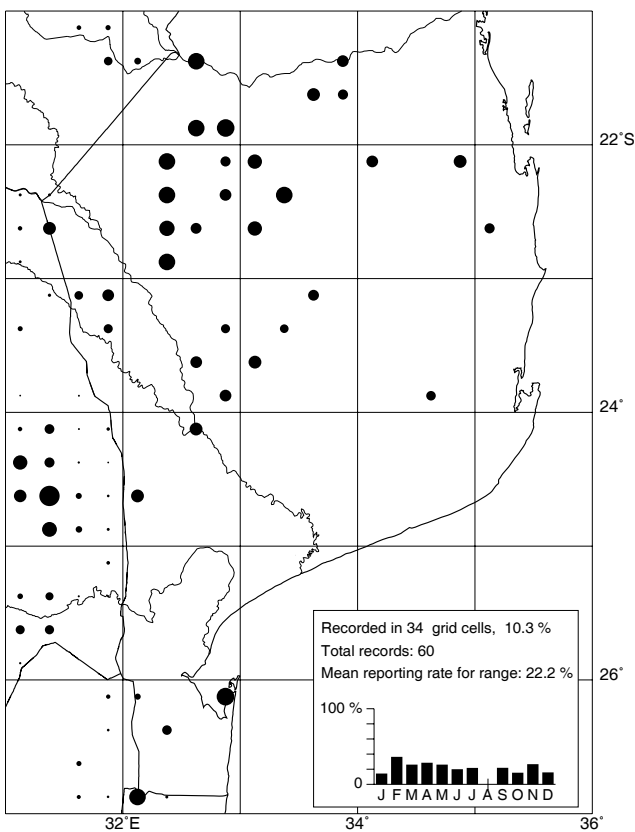 22°S
24°
Recorded in 34 grid cells, 10.3 %
Total records: 60
Mean reporting rate for range: 22.2 %
26°
100 %
0
J F M A M J J A S O N D
32°E 34° 36°